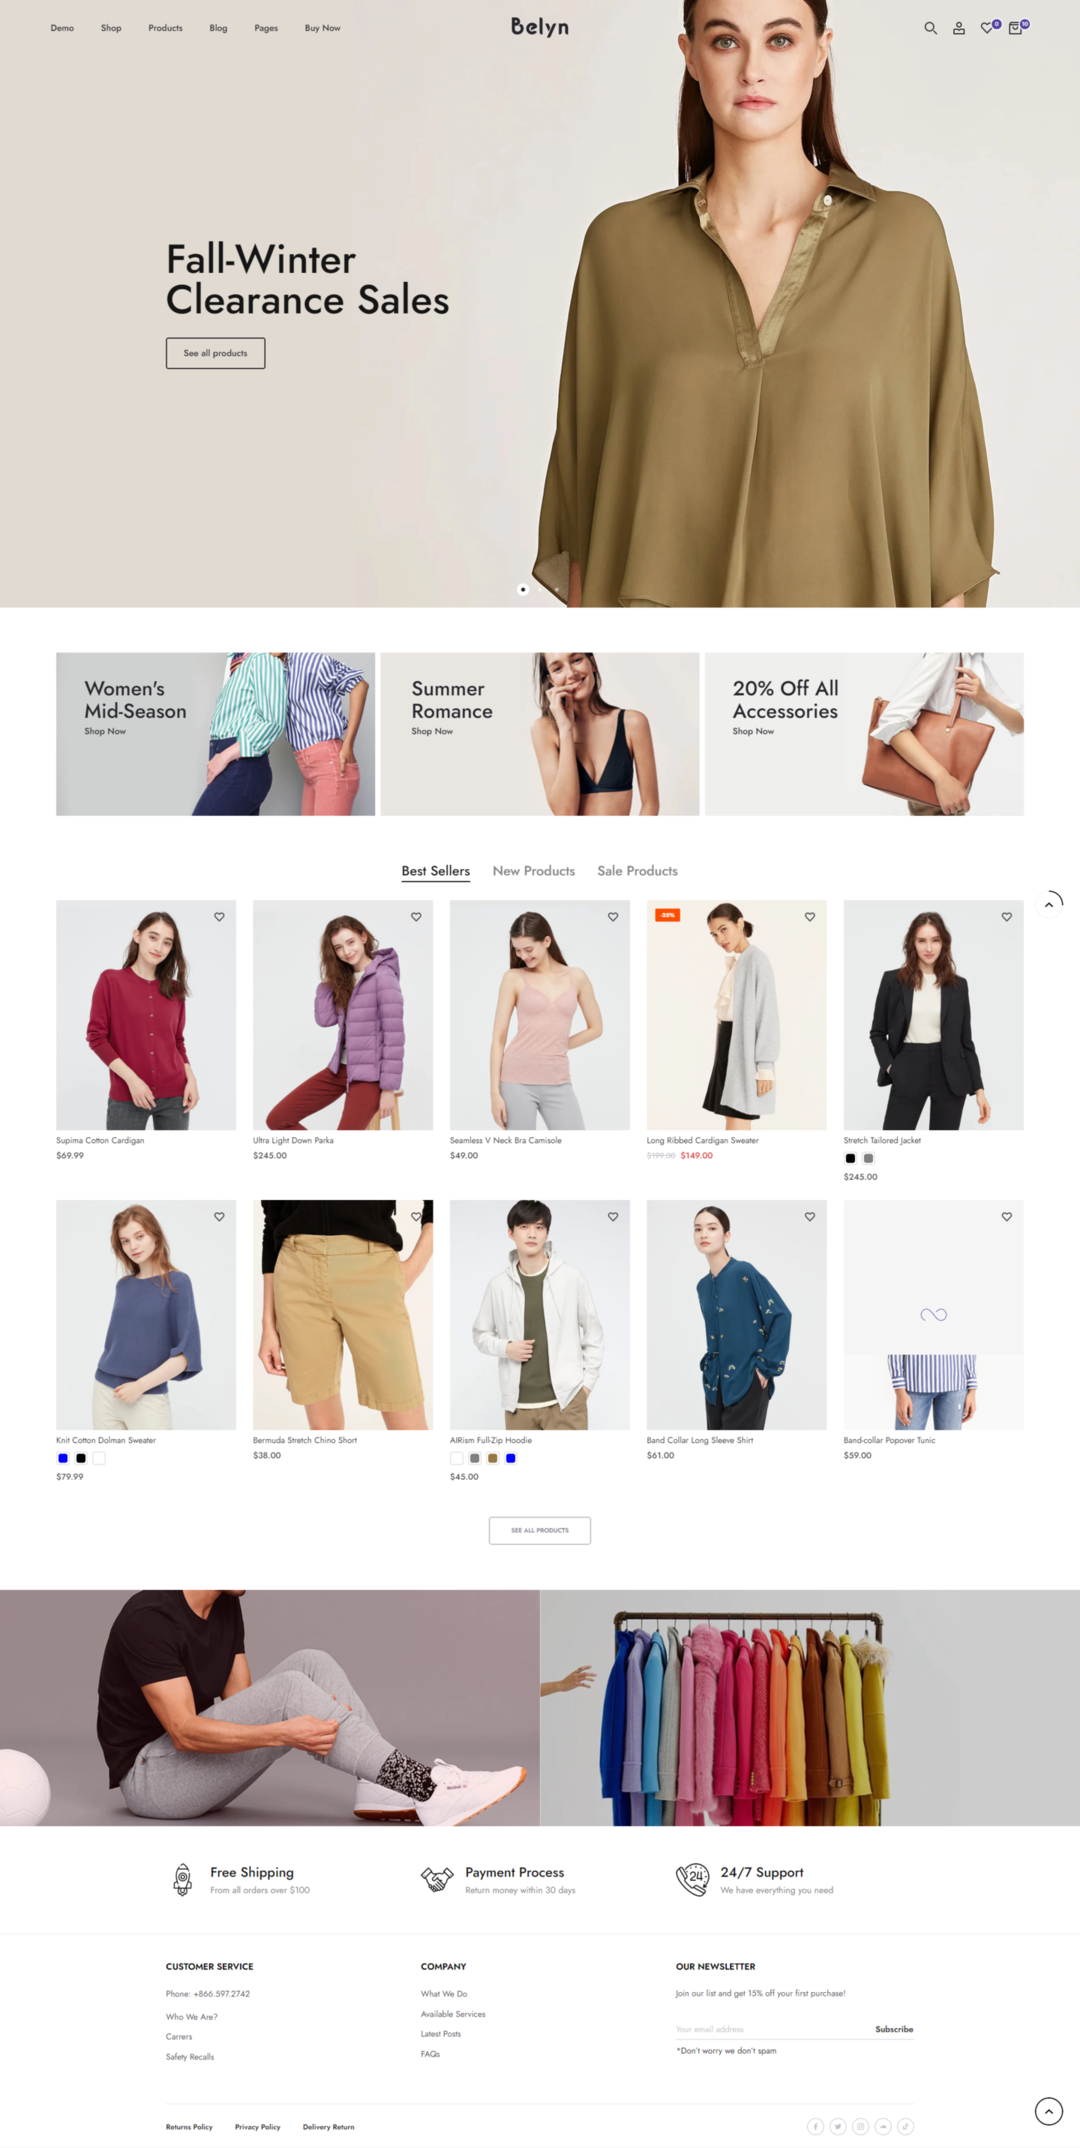 Demo Shop Products Blog Pages Buy Now
Belyn
0
10
Fall-Winter
Clearance Sales
See all products
Women's
Mid-Season
Shop Now
Summer
Romance
Shop Now
20% Off All
Accessories
Shop Now
Best Sellers New Products Sale Products
Supima Cotton Cardigan
$69.99
Ultra Light Down Parka
$245.00
Seamless V Neck Bra Camisole
$49.00
Long Ribbed Cardigan Sweater
$199.00 $149.00
Stretch Tailored Jacket
$245.00
Knit Cotton Dolman Sweater
$79.99
Bermuda Stretch Chino Short
$38.00
AIRism Full-Zip Hoodie
$45.00
Band Collar Long Sleeve Shirt
$61.00
Band-collar Popover Tunic
$59.00
SEE ALL PRODUCTS
Free Shipping
From all orders over $100
Payment Process
Return money within 30 days
24
24/7 Support
We have everything you need
CUSTOMER SERVICE
Phone: +866.597.2742
Who We Are?
Carrers
Safety Recalls
COMPANY
What We Do
Available Services
Latest Posts
FAQs
OUR NEWSLETTER
Join our list and get 15% off your first purchase!
Your email address Subscribe
*Don't worry we don't spam
Returns Policy Privacy Policy Delivery Return